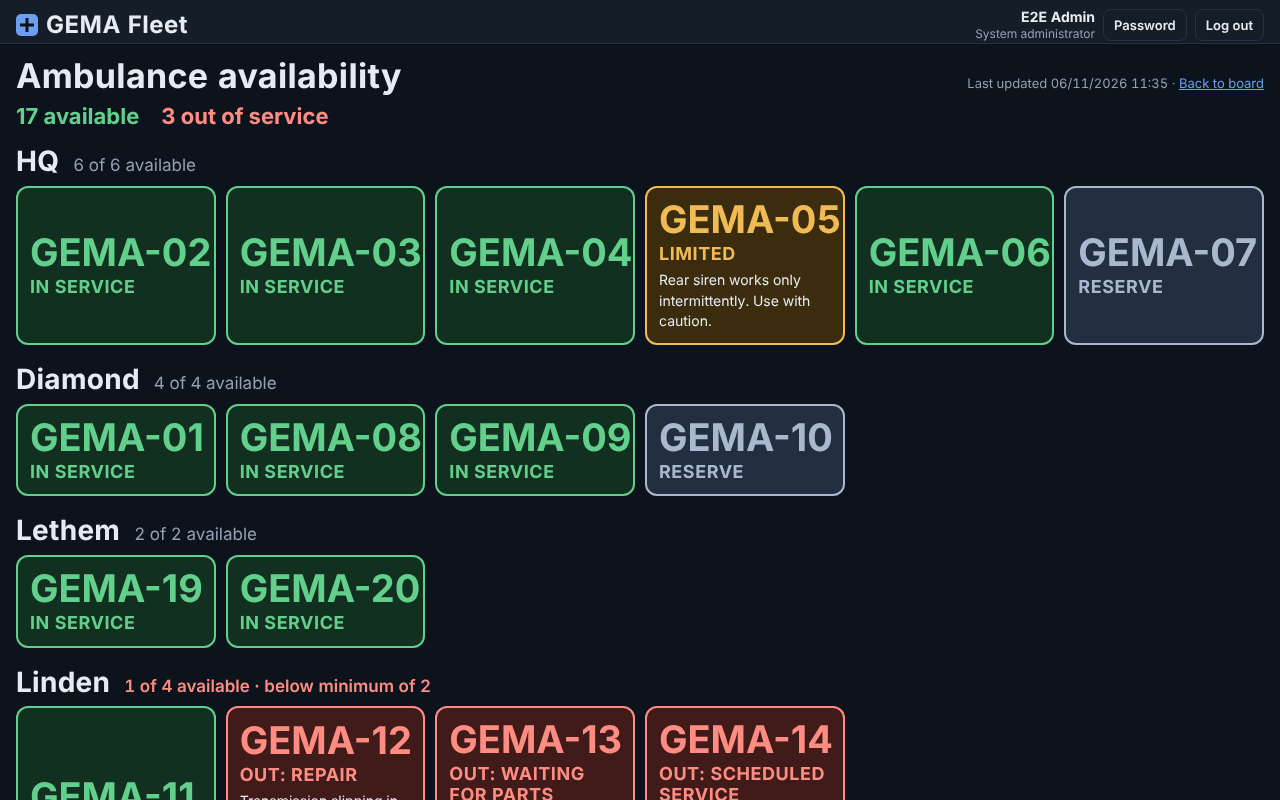 GEMA Fleet
E2E Admin
System administrator
Password
Log out
Ambulance availability
Last updated 06/11/2026 11:35 · Back to board
17 available 3 out of service
HQ 6 of 6 available
GEMA-02
IN SERVICE
GEMA-03
IN SERVICE
GEMA-04
IN SERVICE
GEMA-05
LIMITED
Rear siren works only
intermittently. Use with
caution.
GEMA-06
IN SERVICE
GEMA-07
RESERVE
Diamond 4 of 4 available
GEMA-01
IN SERVICE
GEMA-08
IN SERVICE
GEMA-09
IN SERVICE
GEMA-10
RESERVE
Lethem 2 of 2 available
GEMA-19
IN SERVICE
GEMA-20
IN SERVICE
Linden 1 of 4 available · below minimum of 2
GEMA-11
GEMA-12
OUT: REPAIR
Transmission slipping in
GEMA-13
OUT: WAITING
FOR PARTS
GEMA-14
OUT: SCHEDULED
SERVICE